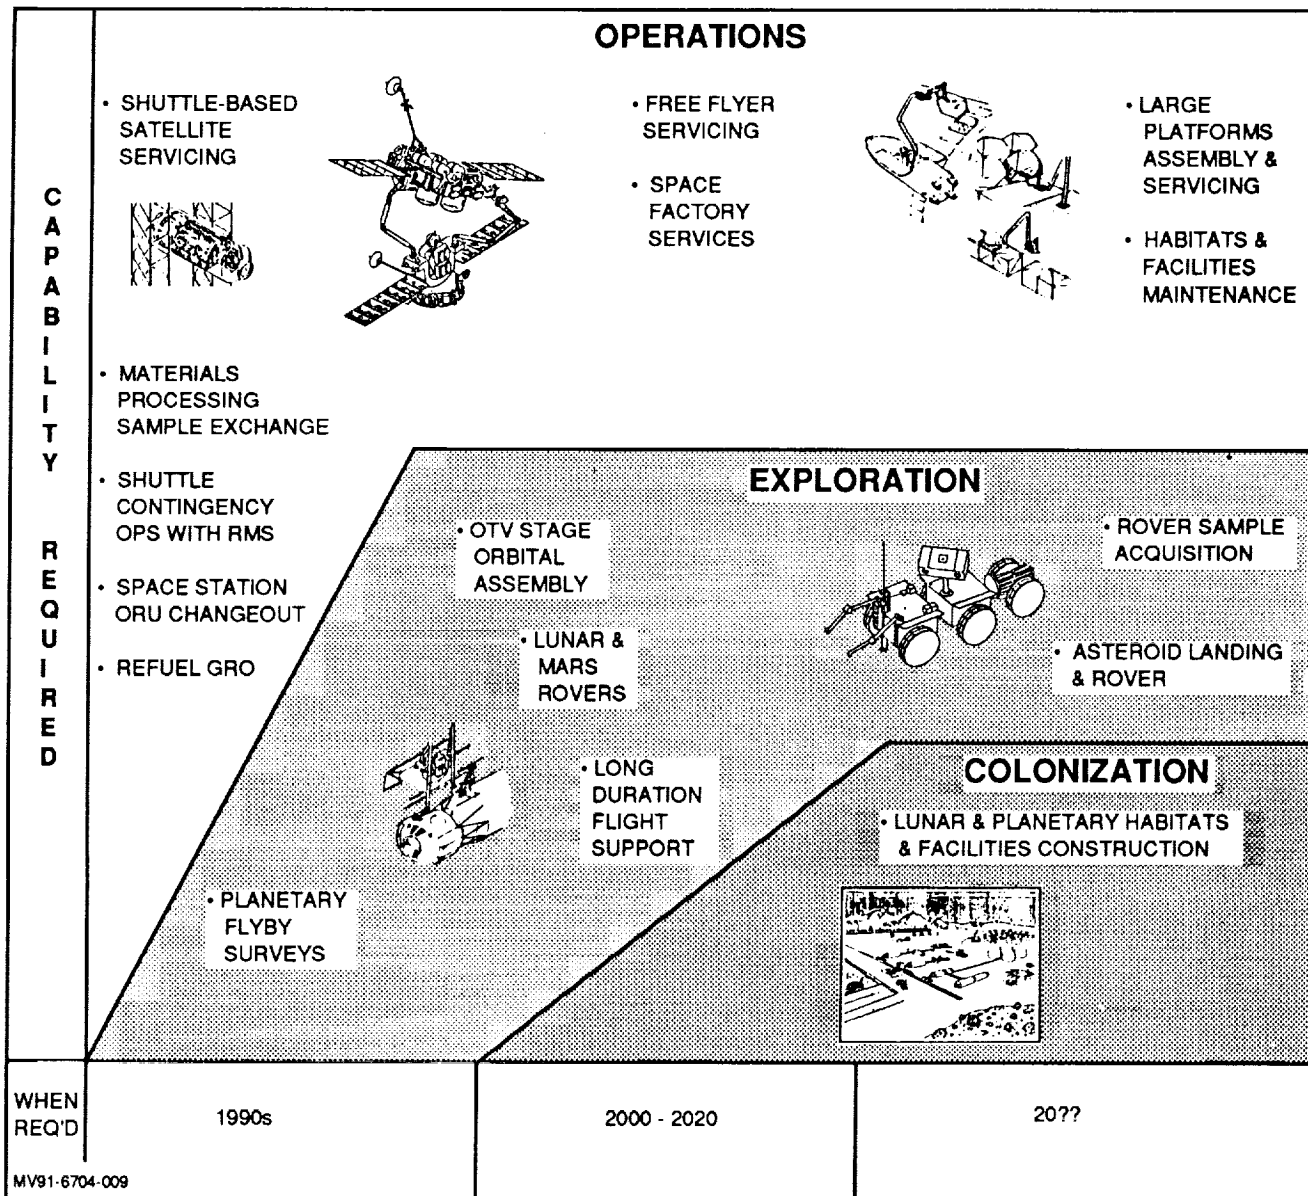 OPERATIONS
• SHUTTLE-BASED
SATELLITE
SERVICING
• FREE FLYER
SERVICING
• SPACE
FACTORY
SERVICES
• LARGE
PLATFORMS
ASSEMBLY &
SERVICING
• HABITATS &
FACILITIES
MAINTENANCE
CAPABILITY REQUIRED
• MATERIALS
PROCESSING
SAMPLE EXCHANGE
• SHUTTLE
CONTINGENCY
OPS WITH RMS
• SPACE STATION
ORU CHANGEOUT
• REFUEL GRO
EXPLORATION
• OTV STAGE
ORBITAL
ASSEMBLY
• LUNAR &
MARS
ROVERS
• LONG
DURATION
FLIGHT
SUPPORT
• PLANETARY
FLYBY
SURVEYS
• ROVER SAMPLE
ACQUISITION
• ASTEROID LANDING
& ROVER
COLONIZATION
• LUNAR & PLANETARY HABITATS
& FACILITIES CONSTRUCTION
WHEN
REQ'D
1990s
2000 - 2020
20??
MV91-6704-009